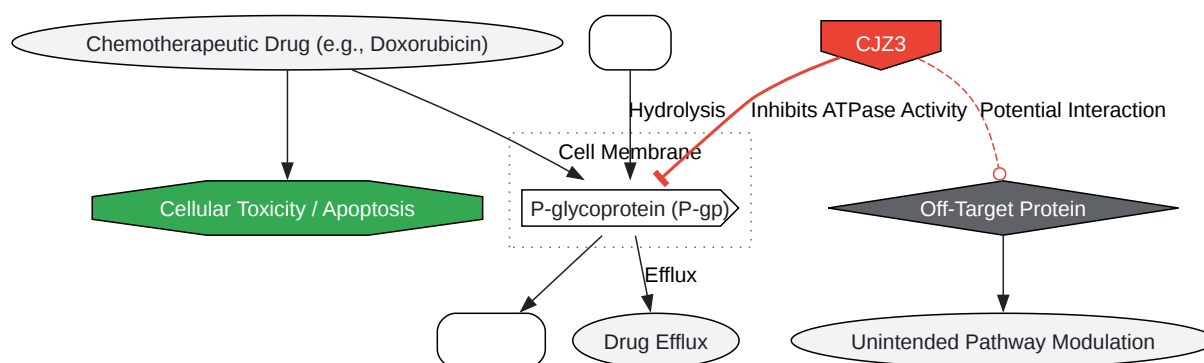 Chemotherapeutic Drug (e.g., Doxorubicin)
CJZ3
Hydrolysis
Inhibits ATPase Activity
Potential Interaction
Cell Membrane
Cellular Toxicity / Apoptosis
P-glycoprotein (P-gp)
Off-Target Protein
Efflux
Drug Efflux
Unintended Pathway Modulation